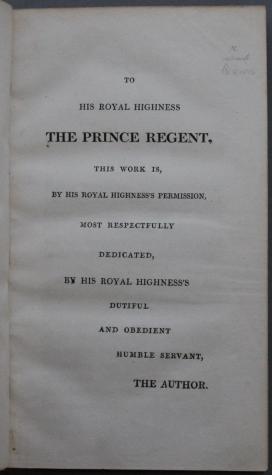 TO
HIS ROYAL HIGHNESS
THE PRINCE REGENT,
THIS WORK IS,
BY HIS ROYAL HIGHNESS'S PERMISSION,
MOST RESPECTFULLY
DEDICATED,
BY HIS ROYAL HIGHNESS'S
DUTIFUL
AND OBEDIENT
HUMBLE SERVANT,
THE AUTHOR.